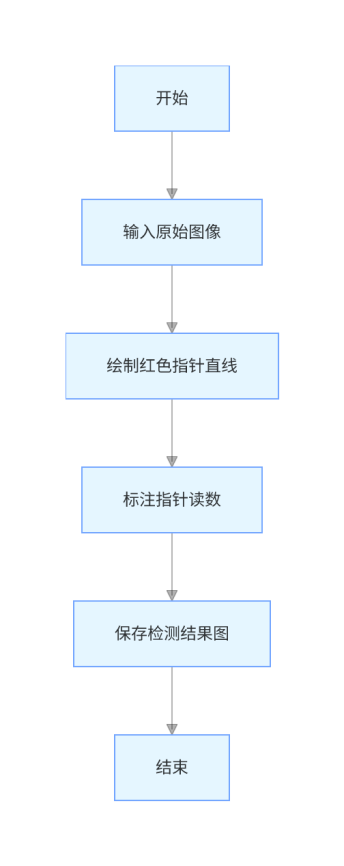 开始
输入原始图像
绘制红色指针直线
标注指针读数
保存检测结果图
结束